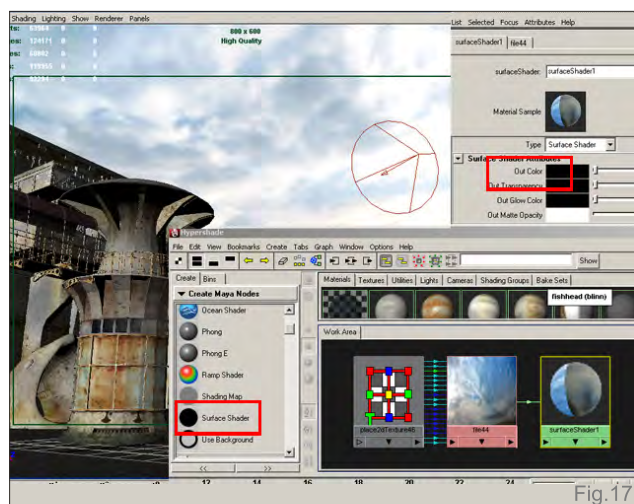 Shading Lighting Show Renderer Panels
800 x 600
High Quality
List Selected Focus Attributes Help
surfaceShader1 file44
surfaceShader: surfaceShader1
Material Sample
Type Surface Shader
Surface Shader Attributes
Out Color
Out Transparency
Out Glow Color
Out Matte Opacity
Hypershade
File Edit View Bookmarks Create Tabs Graph Window Options Help
Show
Create Bins
Create Maya Nodes
Ocean Shader
Phong
Phong E
Ramp Shader
Shading Map
Surface Shader
Use Background
<< >>
Materials Textures Utilities Lights Cameras Shading Groups Bake Sets
fishhead (blinn)
Work Area
place2dTexture46 file44 surfaceShader1
12 14 16 18 20 22 24
Fig.17